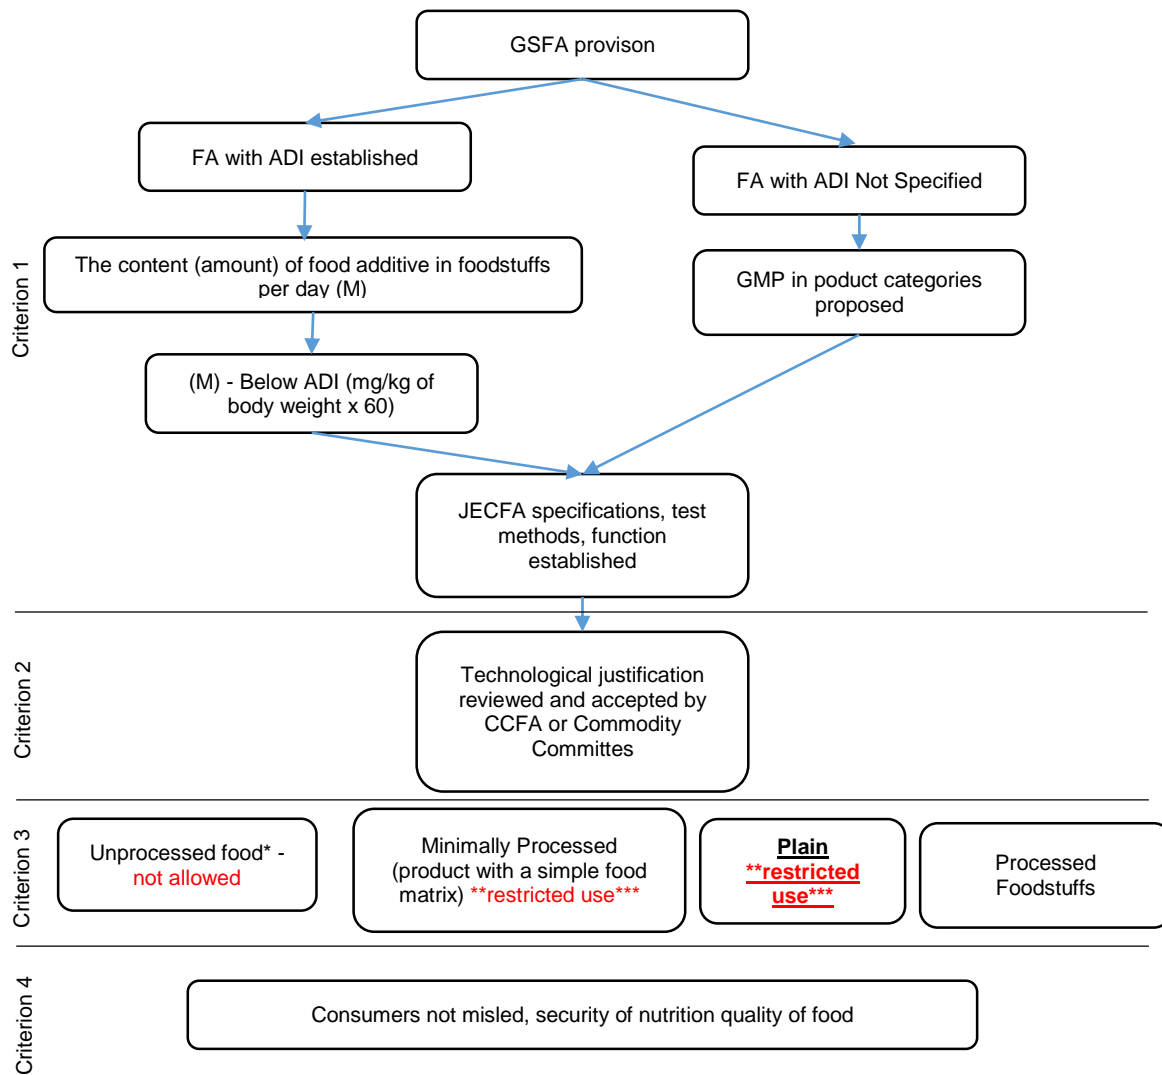 GSFA provison
FA with ADI established
FA with ADI Not Specified
Criterion 1
The content (amount) of food additive in foodstuffs
per day (M)
GMP in poduct categories
proposed
(M) - Below ADI (mg/kg of
body weight x 60)
JECFA specifications, test
methods, function
established
Criterion 2
Technological justification
reviewed and accepted by
CCFA or Commodity
Committes
Criterion 3
Unprocessed food* -
not allowed
Minimally Processed
(product with a simple food
matrix) **restricted use***
Plain
**restricted
use***
Processed
Foodstuffs
Criterion 4
Consumers not misled, security of nutrition quality of food